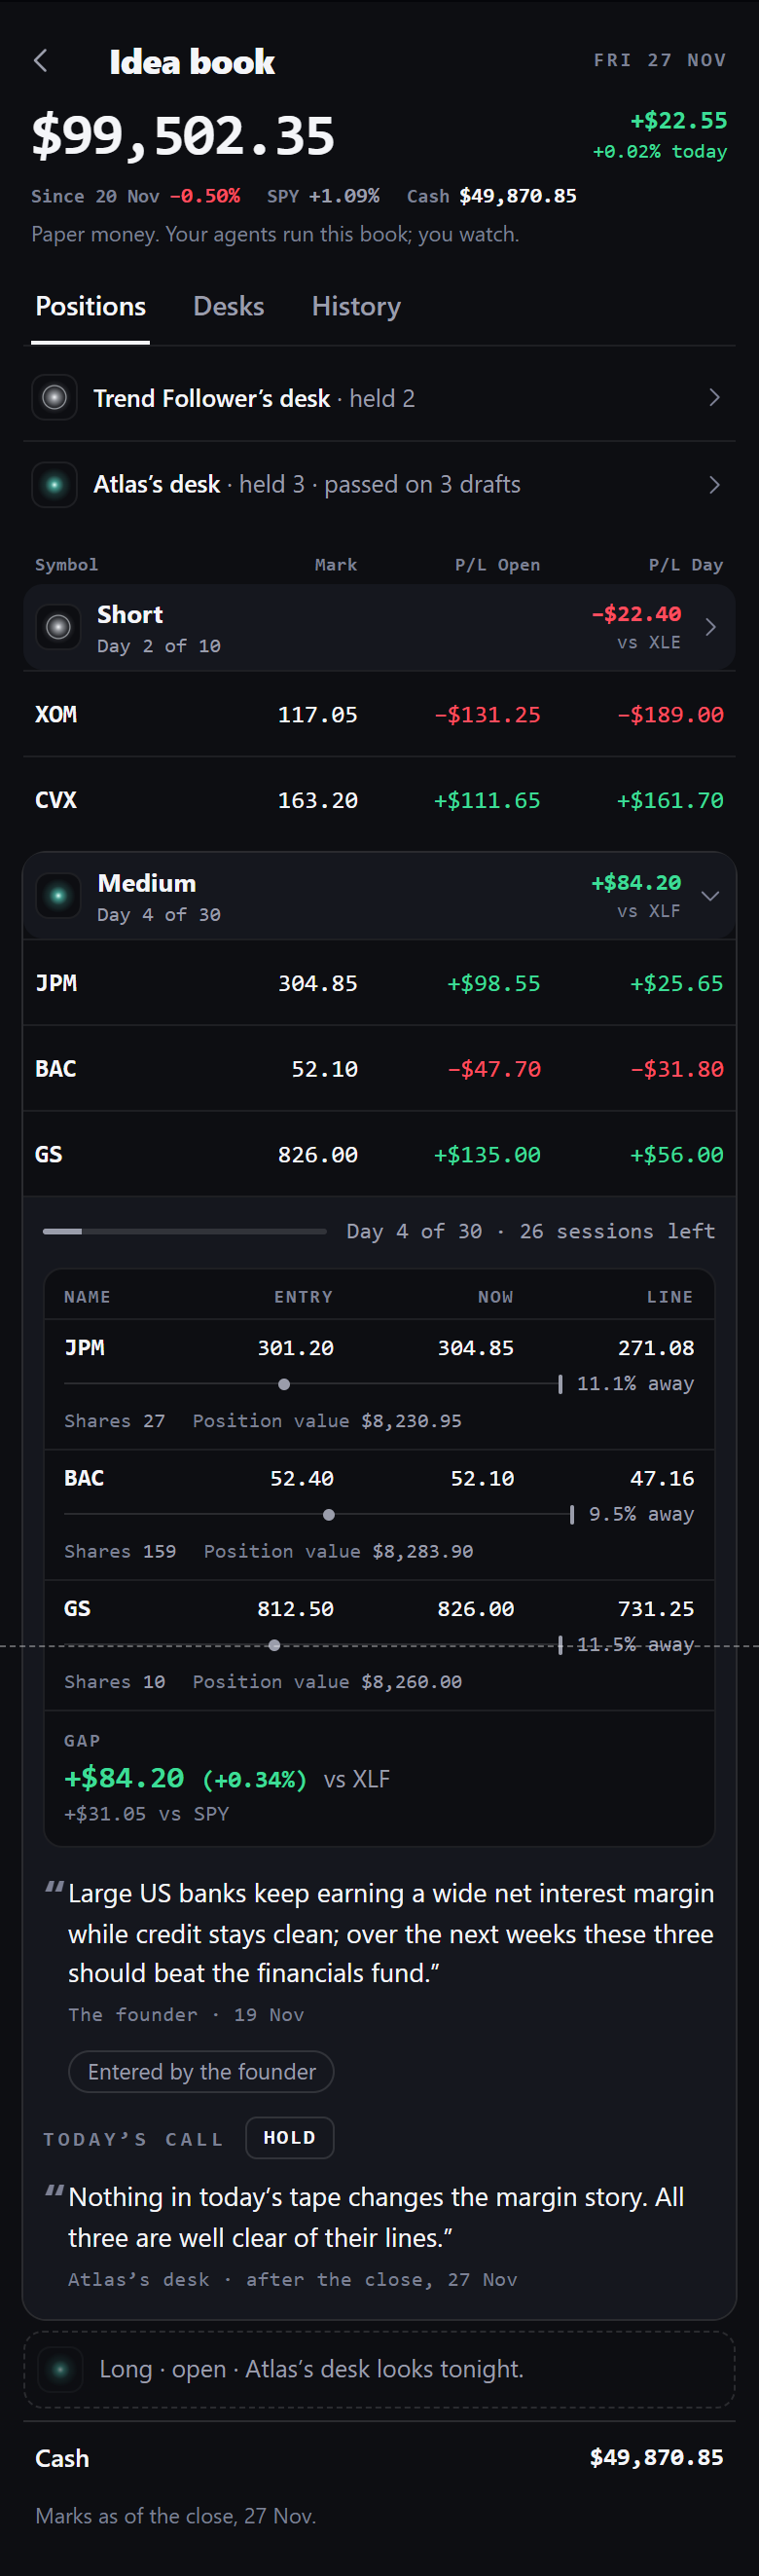 Idea book
FRI 27 NOV
$99,502.35
+$22.55
+0.02% today
Since 20 Nov −0.50% SPY +1.09% Cash $49,870.85
Paper money. Your agents run this book; you watch.
Positions Desks History
Trend Follower’s desk · held 2
Atlas’s desk · held 3 · passed on 3 drafts
Symbol Mark P/L Open P/L Day
Short −$22.40
Day 2 of 10 vs XLE
XOM 117.05 −$131.25 −$189.00
CVX 163.20 +$111.65 +$161.70
Medium +$84.20
Day 4 of 30 vs XLF
JPM 304.85 +$98.55 +$25.65
BAC 52.10 −$47.70 −$31.80
GS 826.00 +$135.00 +$56.00
Day 4 of 30 · 26 sessions left
NAME ENTRY NOW LINE
JPM 301.20 304.85 271.08
11.1% away
Shares 27 Position value $8,230.95
BAC 52.40 52.10 47.16
9.5% away
Shares 159 Position value $8,283.90
GS 812.50 826.00 731.25
11.5% away
Shares 10 Position value $8,260.00
GAP
+$84.20 (+0.34%) vs XLF
+$31.05 vs SPY
“Large US banks keep earning a wide net interest margin
while credit stays clean; over the next weeks these three
should beat the financials fund.”
The founder · 19 Nov
Entered by the founder
TODAY’S CALL HOLD
“Nothing in today’s tape changes the margin story. All
three are well clear of their lines.”
Atlas’s desk · after the close, 27 Nov
Long · open · Atlas’s desk looks tonight.
Cash $49,870.85
Marks as of the close, 27 Nov.